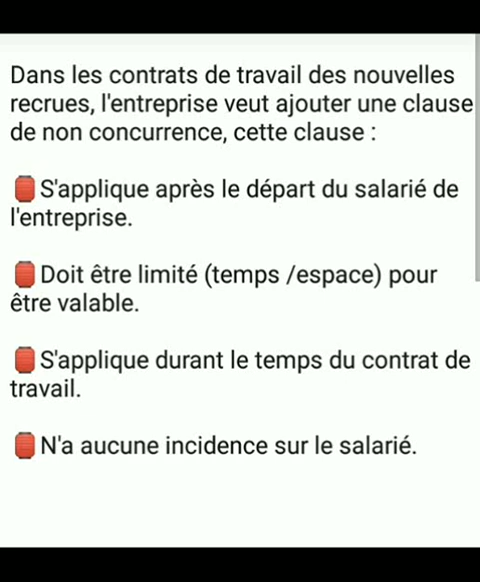 Dans les contrats de travail des nouvelles
recrues, l'entreprise veut ajouter une clause
de non concurrence, cette clause :
S'applique après le départ du salarié de
l'entreprise.
Doit être limité (temps /espace) pour
être valable.
S'applique durant le temps du contrat de
travail.
N'a aucune incidence sur le salarié.